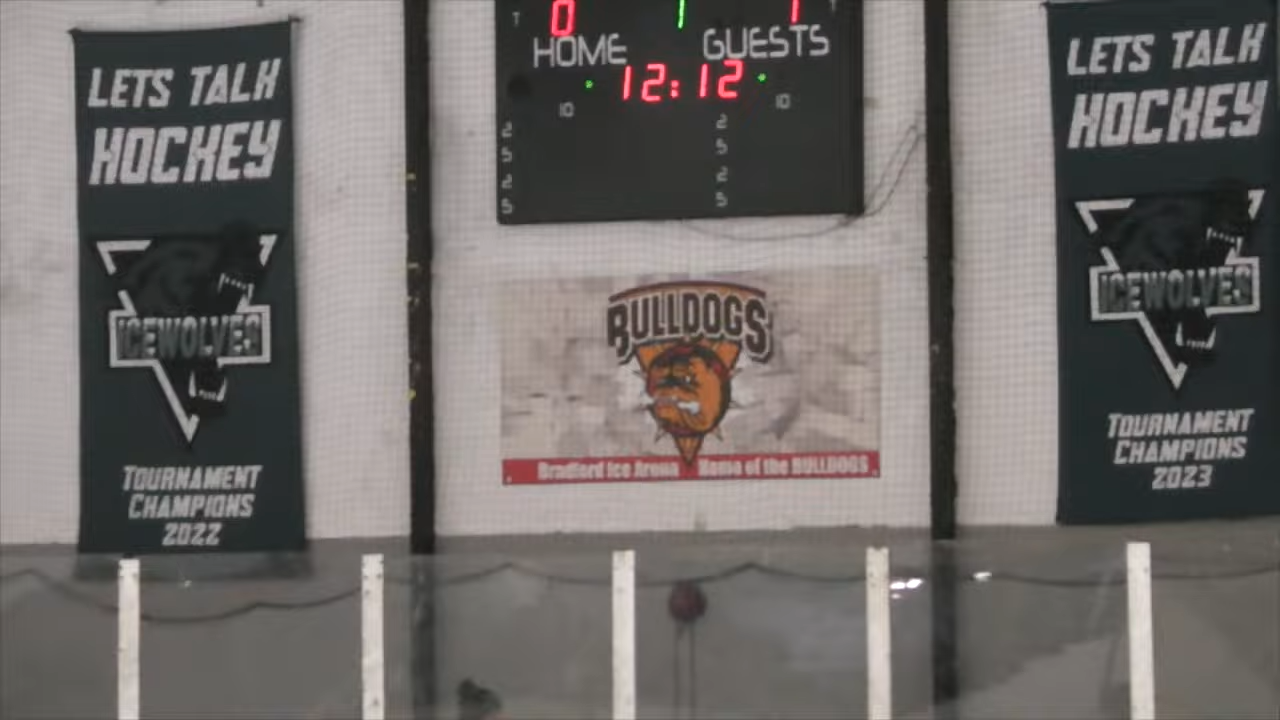 LETS TALK
HOCKEY
ICEWOLVES
TOURNAMENT
CHAMPIONS
2022
T 0 1 1 T
HOME GUESTS
12:12
10 10
2 2
5 5
2 2
5 5
BULLDOGS
Bradford Ice Arena Home of the BULLDOGS
LETS TALK
HOCKEY
ICEWOLVES
TOURNAMENT
CHAMPIONS
2023